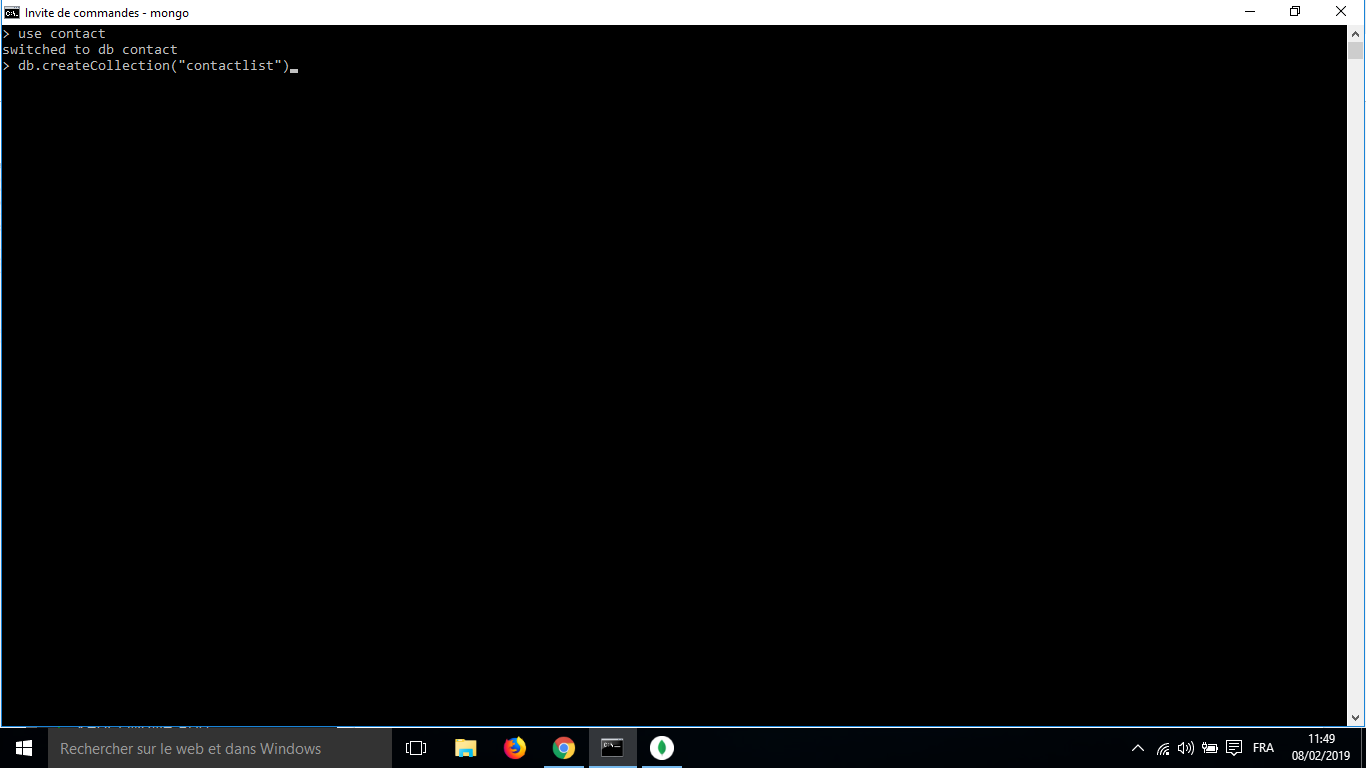 Invite de commandes - mongo
> use contact
switched to db contact
> db.createCollection("contactlist")
Rechercher sur le web et dans Windows
FRA
11:49
08/02/2019